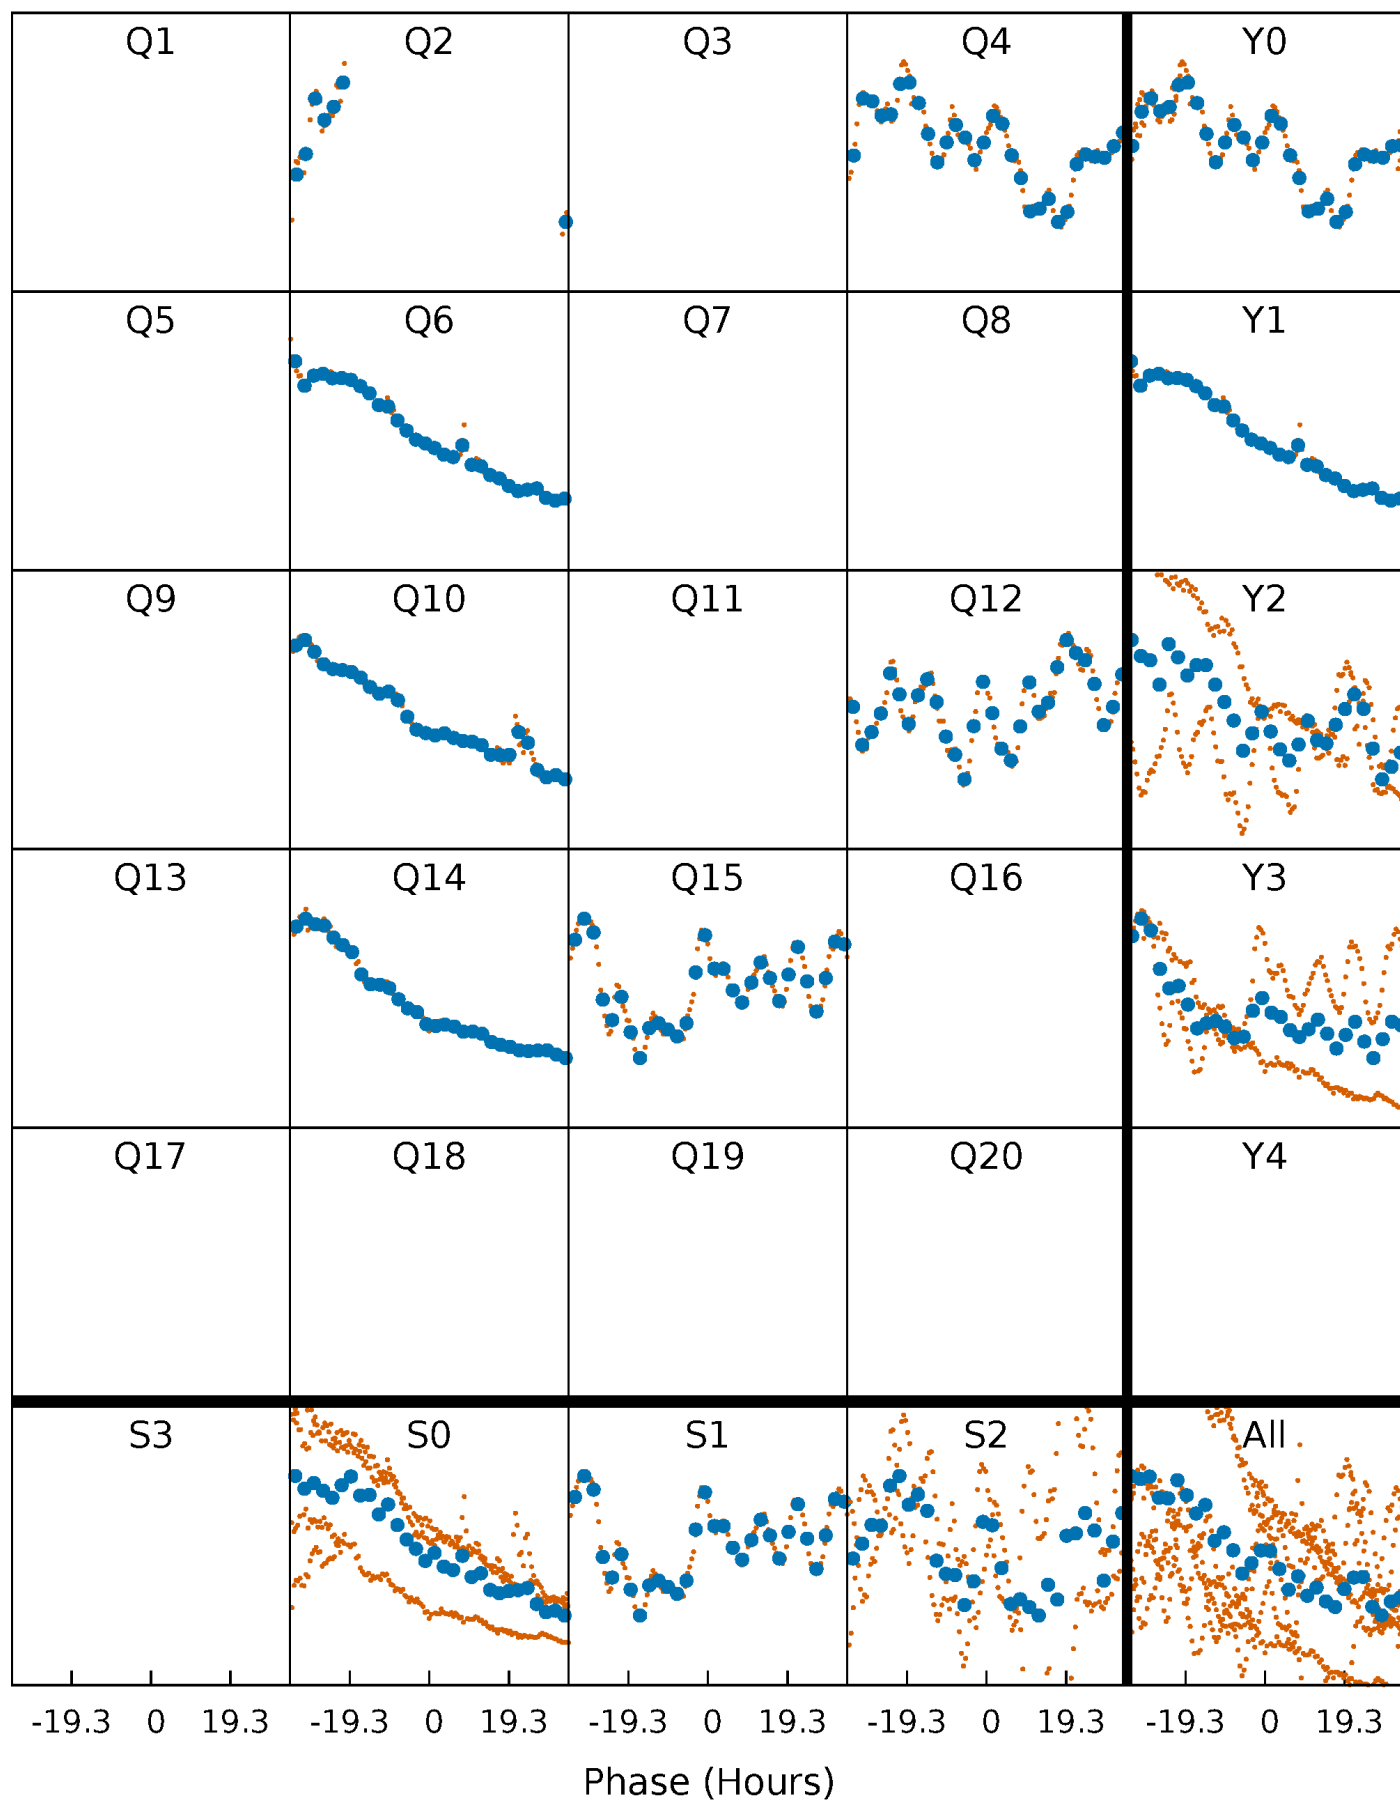 Q1 Q2 Q3 Q4 Y0
Q5 Q6 Q7 Q8 Y1
Q9 Q10 Q11 Q12 Y2
Q13 Q14 Q15 Q16 Y3
Q17 Q18 Q19 Q20 Y4
S3 S0 S1 S2 All
-19.3 0 19.3 -19.3 0 19.3 -19.3 0 19.3 -19.3 0 19.3 -19.3 0 19.3
Phase (Hours)